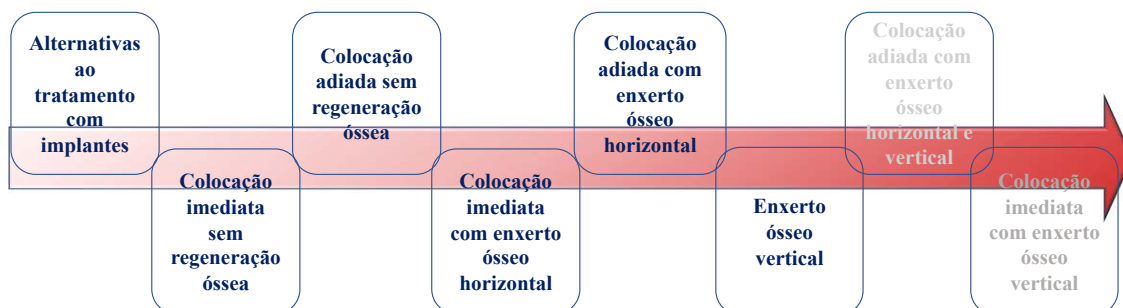 Alternativas
ao
tratamento
com
implantes
Colocação
imediata
sem
regeneração
óssea
Colocação
adiada sem
regeneração
óssea
Colocação
imediata
com enxerto
ósseo
horizontal
Colocação
adiada com
enxerto
ósseo
horizontal
Enxerto
ósseo
vertical
Colocação
adiada com
enxerto
ósseo
horizontal e
vertical
Colocação
imediata
com enxerto
ósseo
vertical